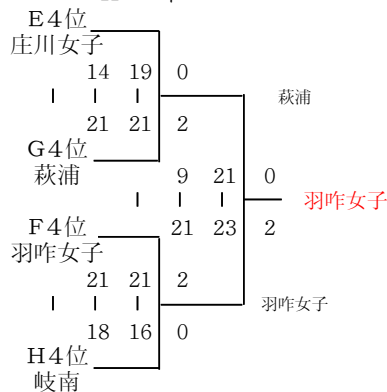 E4位
庄川女子
14 19 0
萩浦
21 21 2
G4位
萩浦
9 21 0
羽咋女子
F4位
21 23 2
羽咋女子
21 21 2
羽咋女子
18 16 0
H4位
岐南